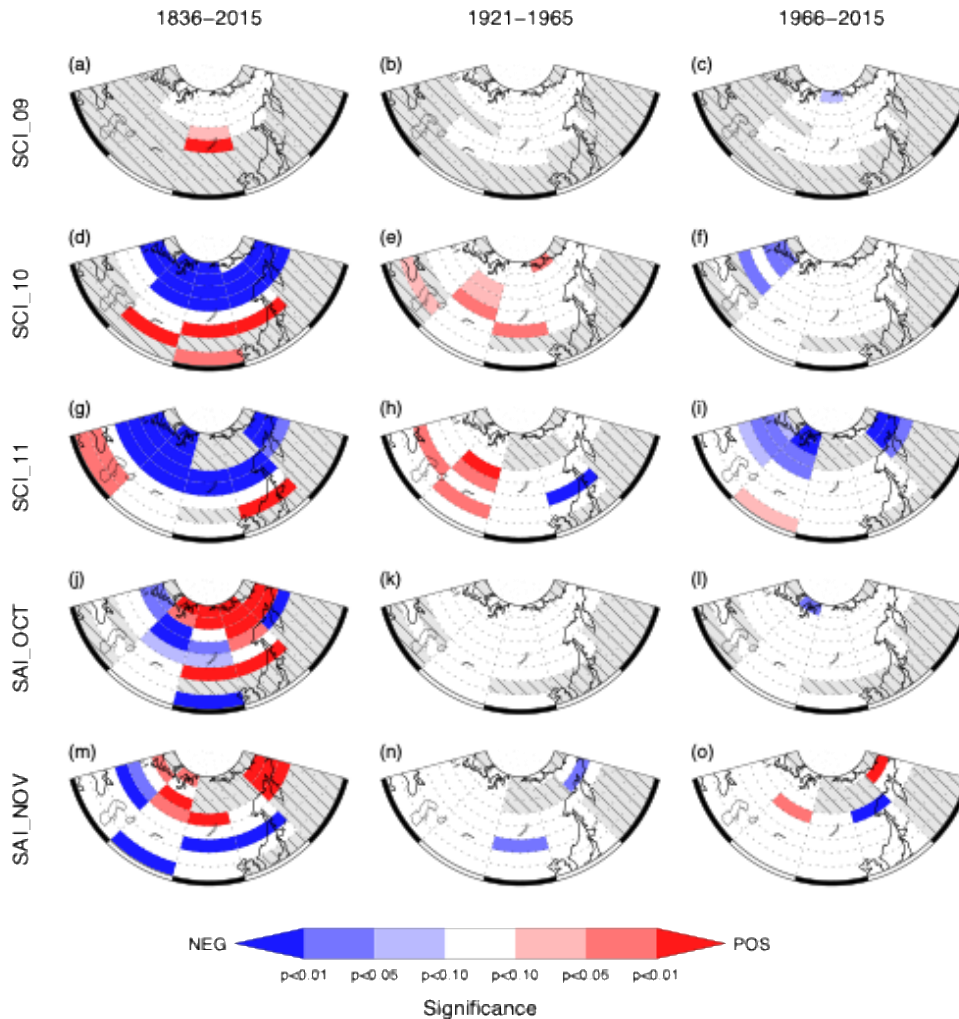 1836−2015 1921−1965 1966−2015
(a) (b) (c)
SCI_09
(d) (e) (f)
SCI_10
(g) (h) (i)
SCI_11
(j) (k) (l)
SAI_OCT
(m) (n) (o)
SAI_NOV
NEG POS
p<0.01 p<0.05 p<0.10 p<0.10 p<0.05 p<0.01
Significance